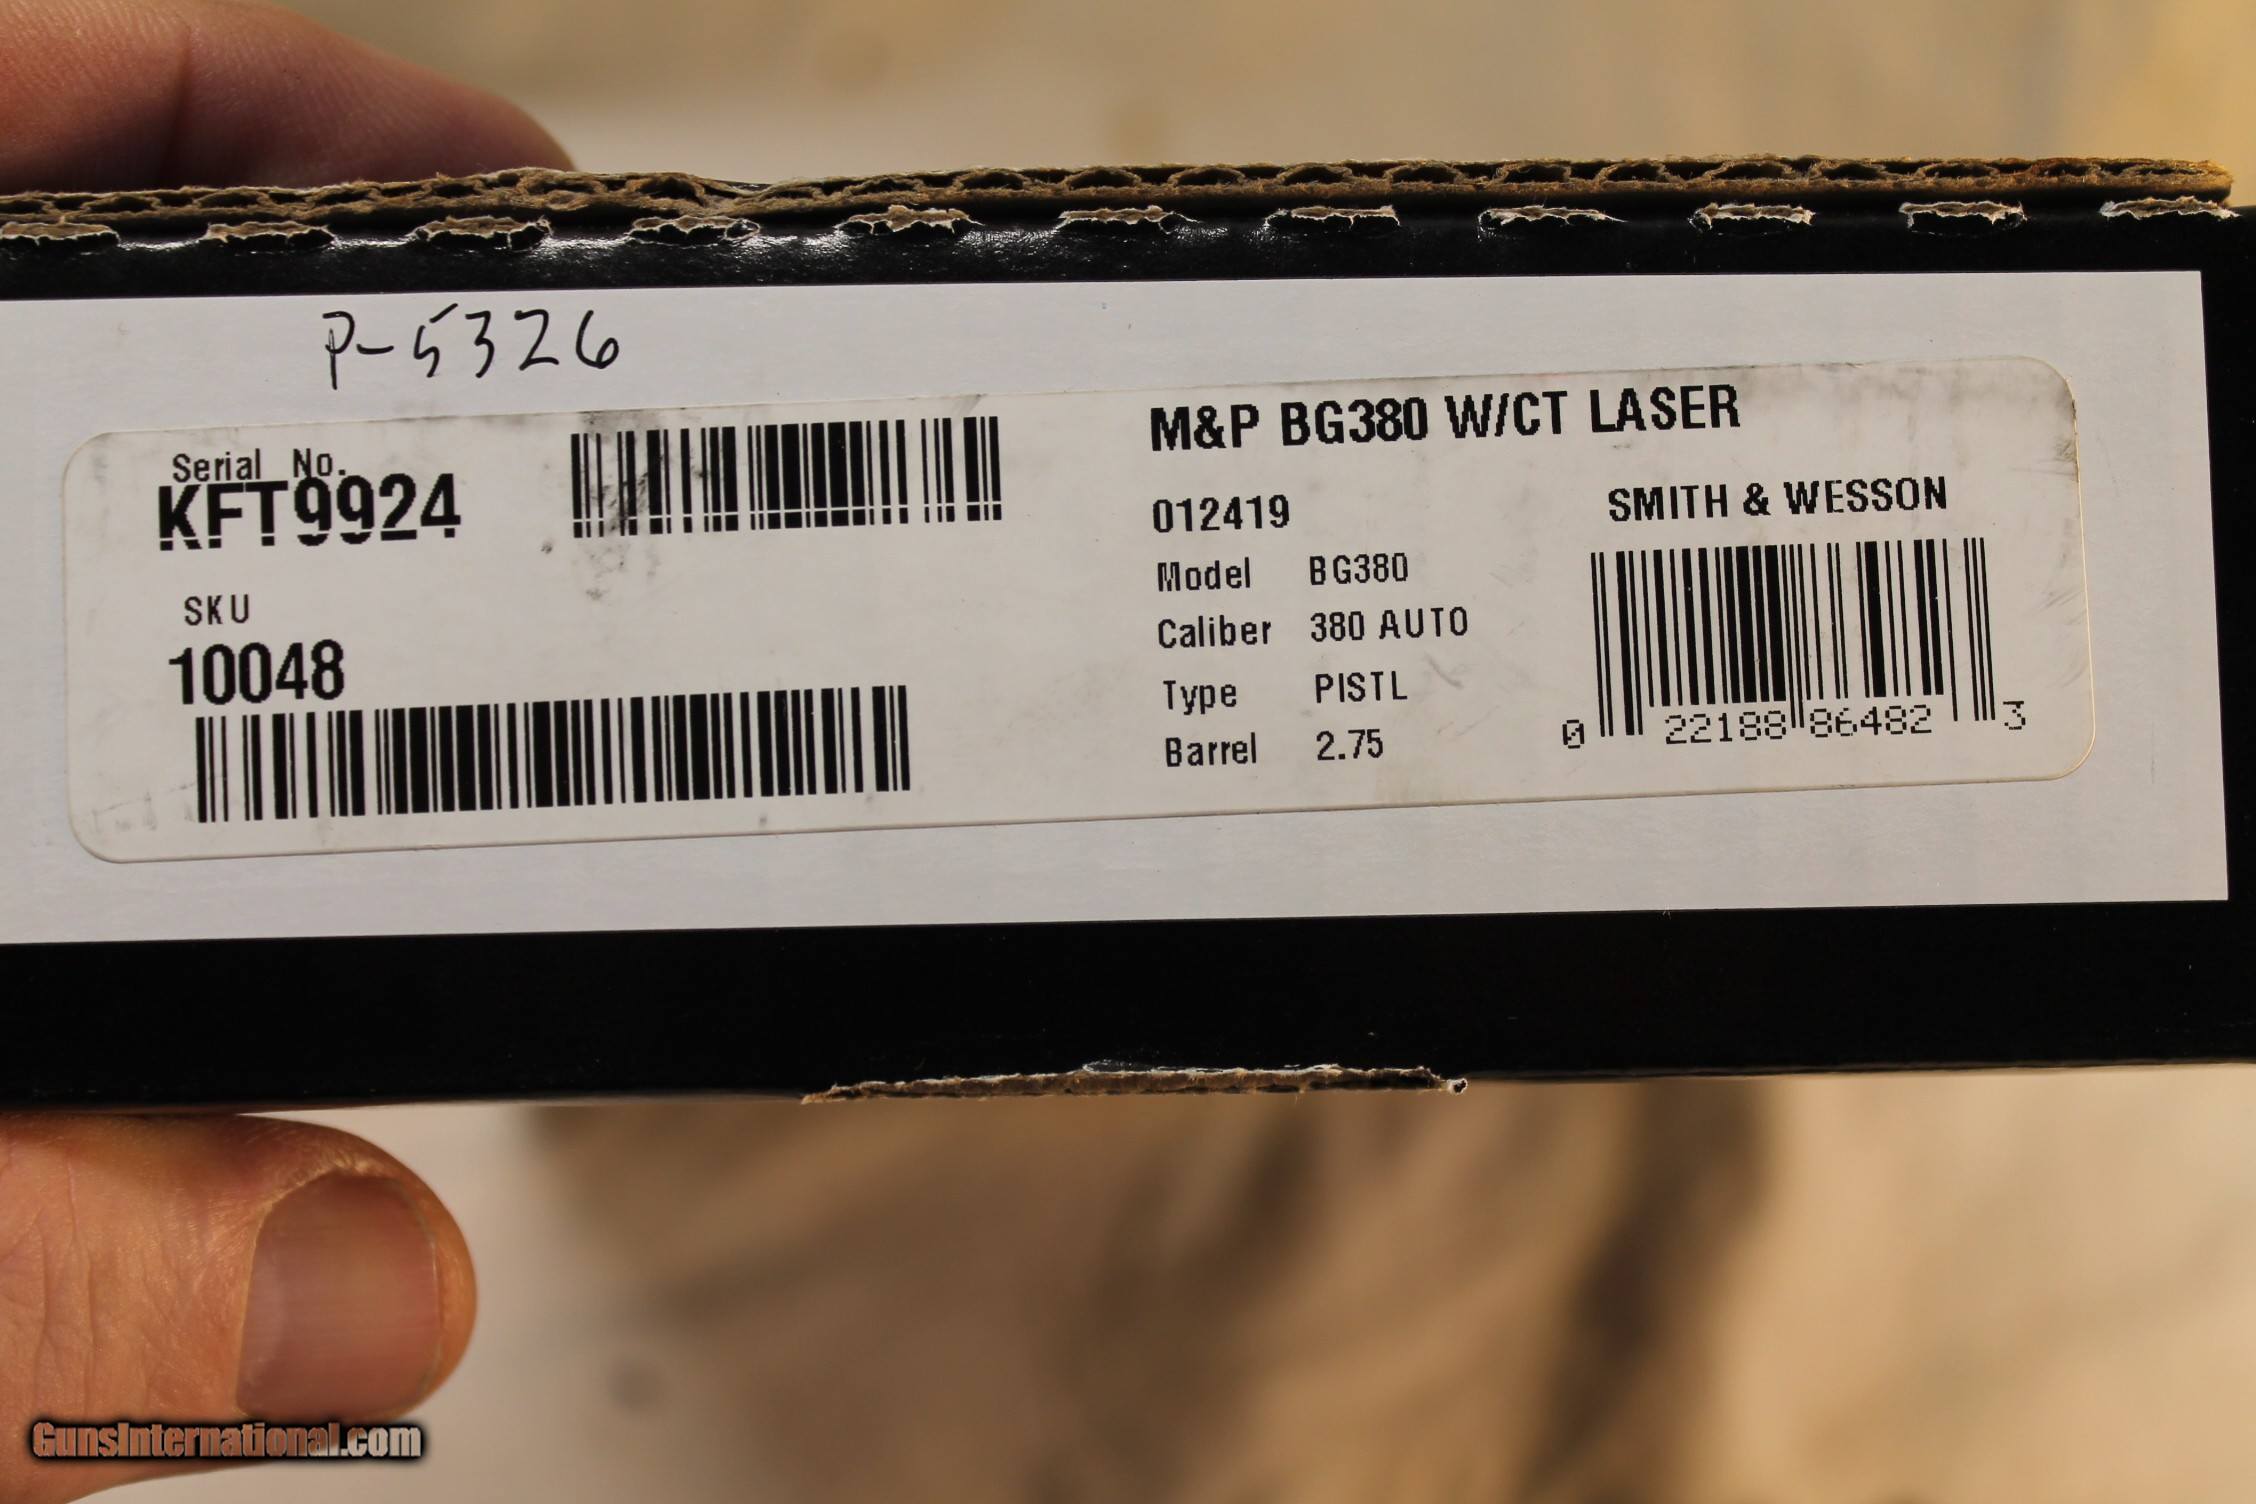 P-5326
Serial No.
KFT9924
SKU
10048
M&P BG380 W/CT LASER
012419
SMITH & WESSON
Model BG380
Caliber 380 AUTO
Type PISTL
Barrel 2.75
0 22188 86482 3
GunsInternational.com